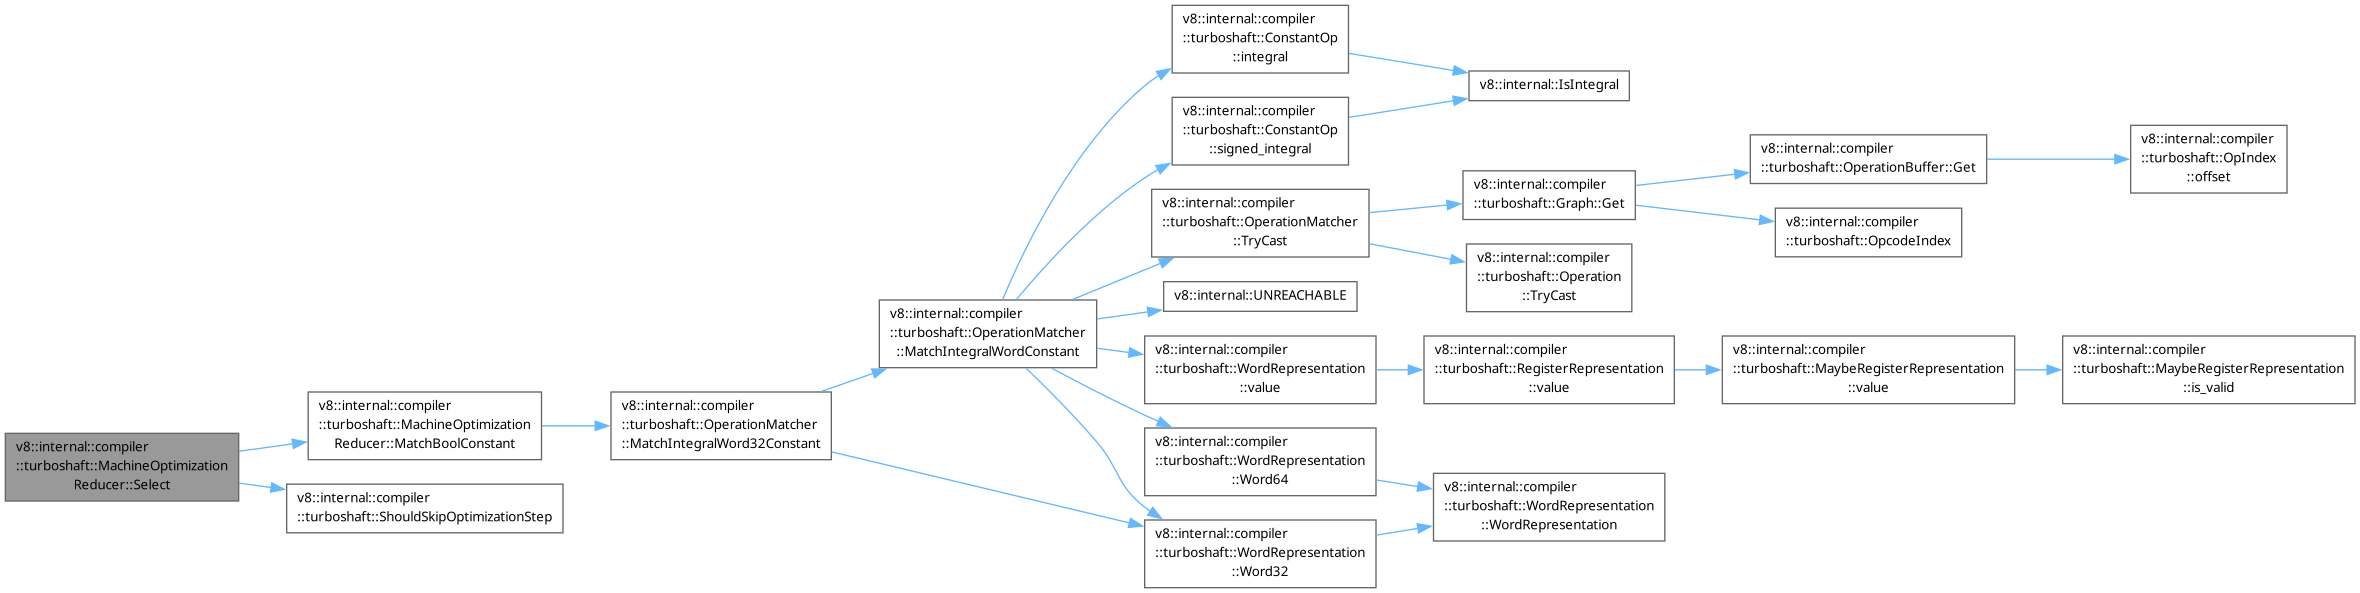 v8::internal::compiler
::turboshaft::MachineOptimization
Reducer::Select
v8::internal::compiler
::turboshaft::MachineOptimization
Reducer::MatchBoolConstant
v8::internal::compiler
::turboshaft::ShouldSkipOptimizationStep
v8::internal::compiler
::turboshaft::OperationMatcher
::MatchIntegralWord32Constant
v8::internal::compiler
::turboshaft::OperationMatcher
::MatchIntegralWordConstant
v8::internal::compiler
::turboshaft::ConstantOp
::integral
v8::internal::compiler
::turboshaft::ConstantOp
::signed_integral
v8::internal::IsIntegral
v8::internal::compiler
::turboshaft::OperationMatcher
::TryCast
v8::internal::compiler
::turboshaft::Graph::Get
v8::internal::compiler
::turboshaft::OperationBuffer::Get
v8::internal::compiler
::turboshaft::OpIndex
::offset
v8::internal::compiler
::turboshaft::OpcodeIndex
v8::internal::compiler
::turboshaft::Operation
::TryCast
v8::internal::UNREACHABLE
v8::internal::compiler
::turboshaft::WordRepresentation
::value
v8::internal::compiler
::turboshaft::RegisterRepresentation
::value
v8::internal::compiler
::turboshaft::MaybeRegisterRepresentation
::value
v8::internal::compiler
::turboshaft::MaybeRegisterRepresentation
::is_valid
v8::internal::compiler
::turboshaft::WordRepresentation
::Word64
v8::internal::compiler
::turboshaft::WordRepresentation
::Word32
v8::internal::compiler
::turboshaft::WordRepresentation
::WordRepresentation